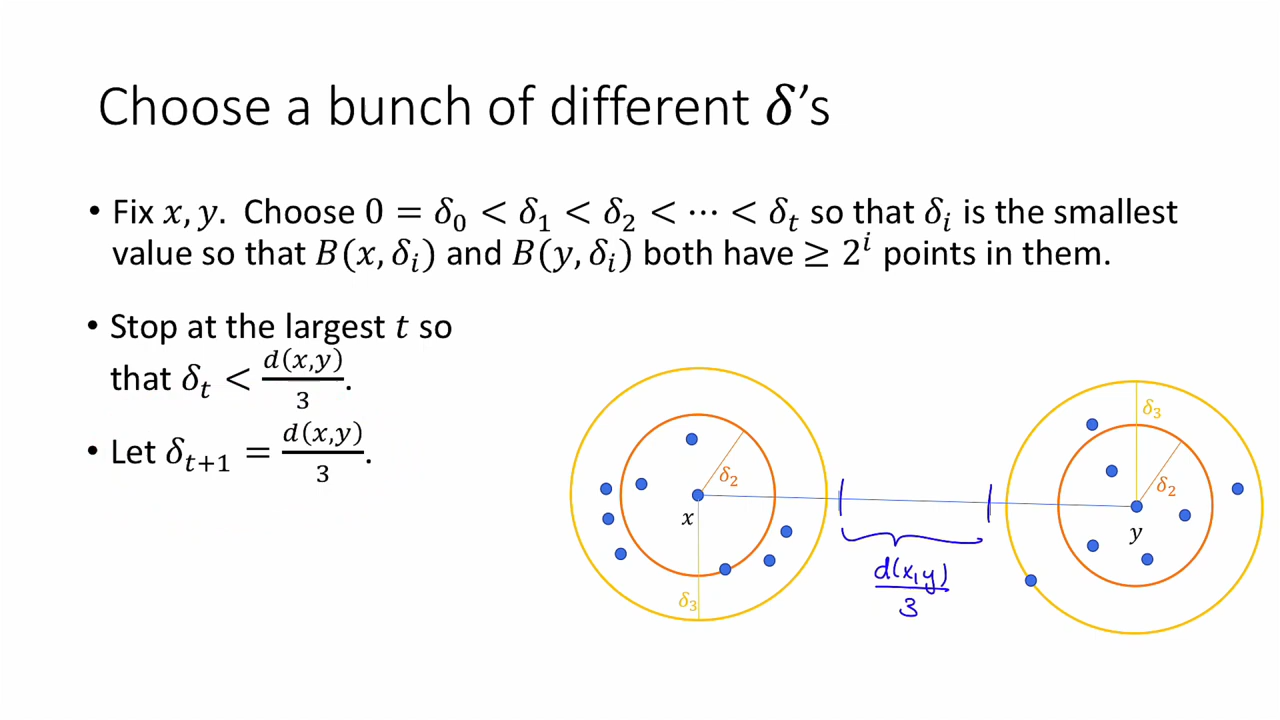 Choose a bunch of different 𝛿's
• Fix 𝑥, 𝑦. Choose 0 = 𝛿₀ < 𝛿₁ < 𝛿₂ < ⋯ < 𝛿ₜ so that 𝛿ᵢ is the smallest
value so that 𝐵(𝑥, 𝛿ᵢ) and 𝐵(𝑦, 𝛿ᵢ) both have ≥ 2ⁱ points in them.
• Stop at the largest 𝑡 so
that 𝛿ₜ < 𝑑(𝑥,𝑦)/3.
• Let 𝛿ₜ₊₁ = 𝑑(𝑥,𝑦)/3.
𝛿₂
𝑥
𝛿₃
d(x,y)/3
𝛿₃
𝛿₂
𝑦